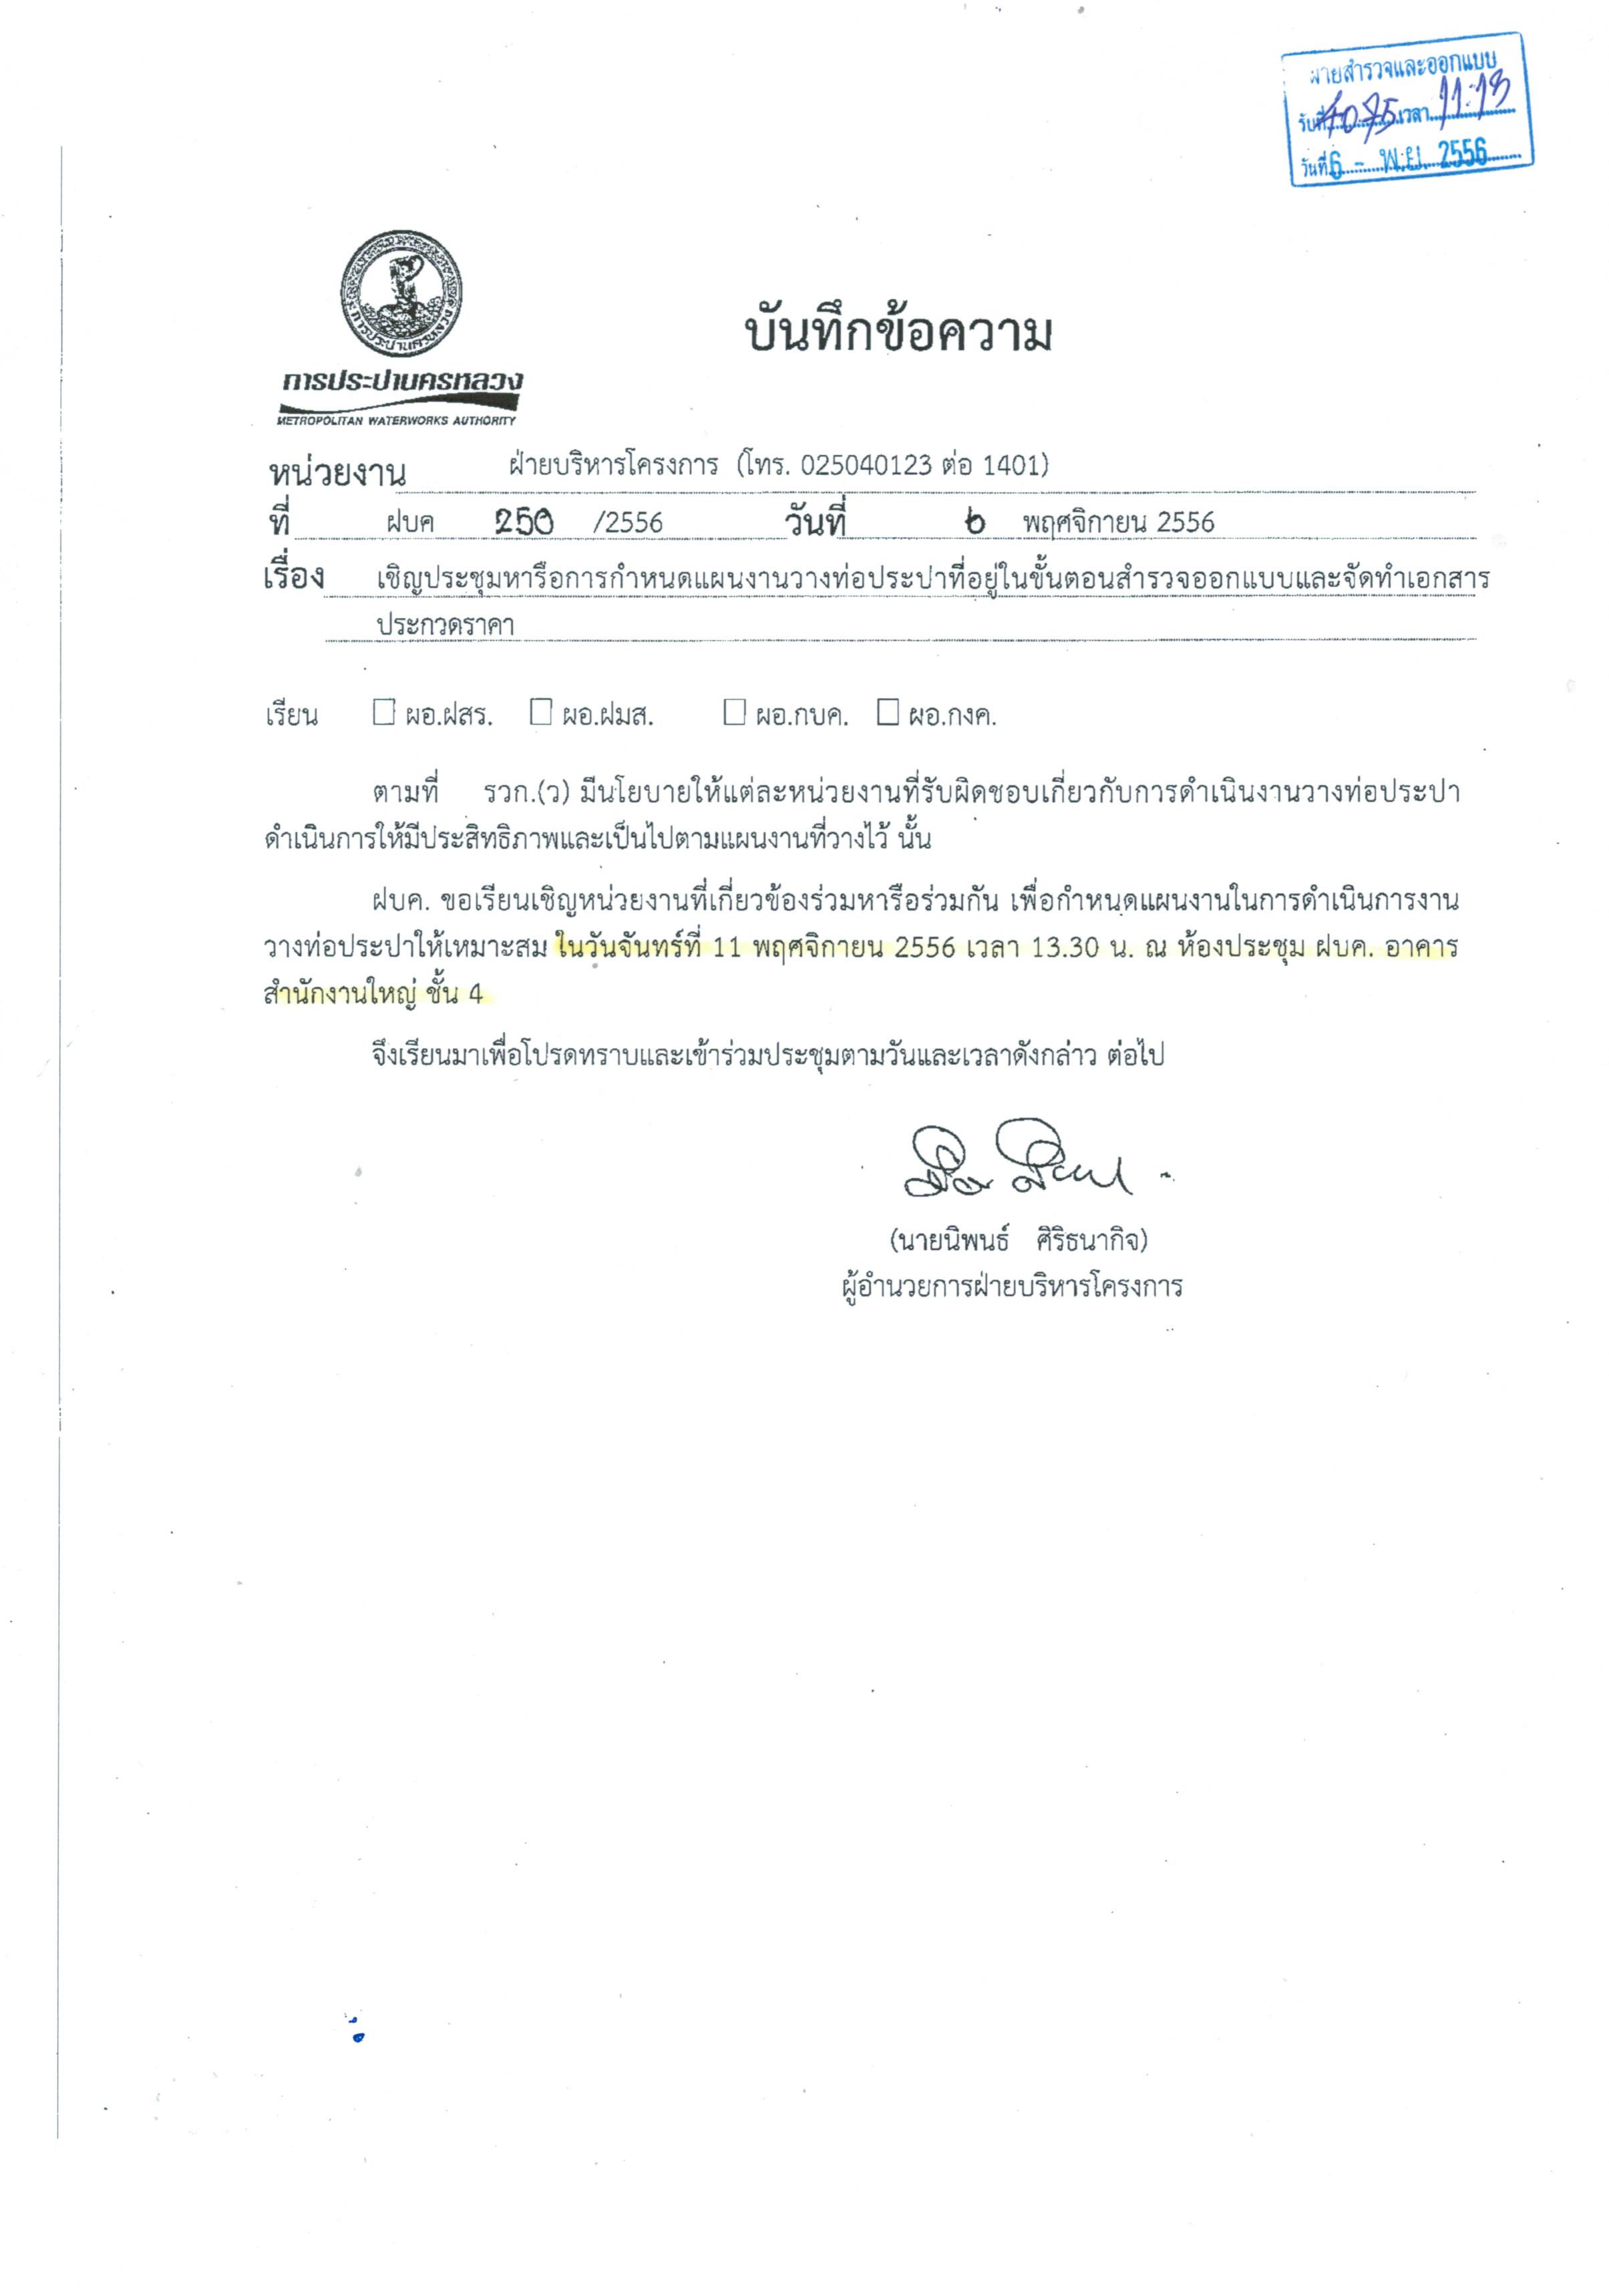 ฝ่ายสำรวจและออกแบบ
รับที่ 4075 เวลา 11:13
วันที่ 6 - พ.ย. 2556
การประปานครหลวง
บันทึกข้อความ
การประปานครหลวง
METROPOLITAN WATERWORKS AUTHORITY
หน่วยงาน ฝ่ายบริหารโครงการ (โทร. 025040123 ต่อ 1401)
ที่ ฝบค 250 /2556 วันที่ 6 พฤศจิกายน 2556
เรื่อง เชิญประชุมหารือการกำหนดแผนงานวางท่อประปาที่อยู่ในขั้นตอนสำรวจออกแบบและจัดทำเอกสาร
ประกวดราคา
เรียน ☐ ผอ.ฝสร. ☐ ผอ.ฝมส. ☐ ผอ.กบค. ☐ ผอ.กงค.
ตามที่ รวก.(ว) มีนโยบายให้แต่ละหน่วยงานที่รับผิดชอบเกี่ยวกับการดำเนินงานวางท่อประปา
ดำเนินการให้มีประสิทธิภาพและเป็นไปตามแผนงานที่วางไว้ นั้น
ฝบค. ขอเรียนเชิญหน่วยงานที่เกี่ยวข้องร่วมหารือร่วมกัน เพื่อกำหนดแผนงานในการดำเนินการงาน
วางท่อประปาให้เหมาะสม ในวันจันทร์ที่ 11 พฤศจิกายน 2556 เวลา 13.30 น. ณ ห้องประชุม ฝบค. อาคาร
สำนักงานใหญ่ ชั้น 4
จึงเรียนมาเพื่อโปรดทราบและเข้าร่วมประชุมตามวันและเวลาดังกล่าว ต่อไป
(นายนิพนธ์ ศิริธนากิจ)
ผู้อำนวยการฝ่ายบริหารโครงการ